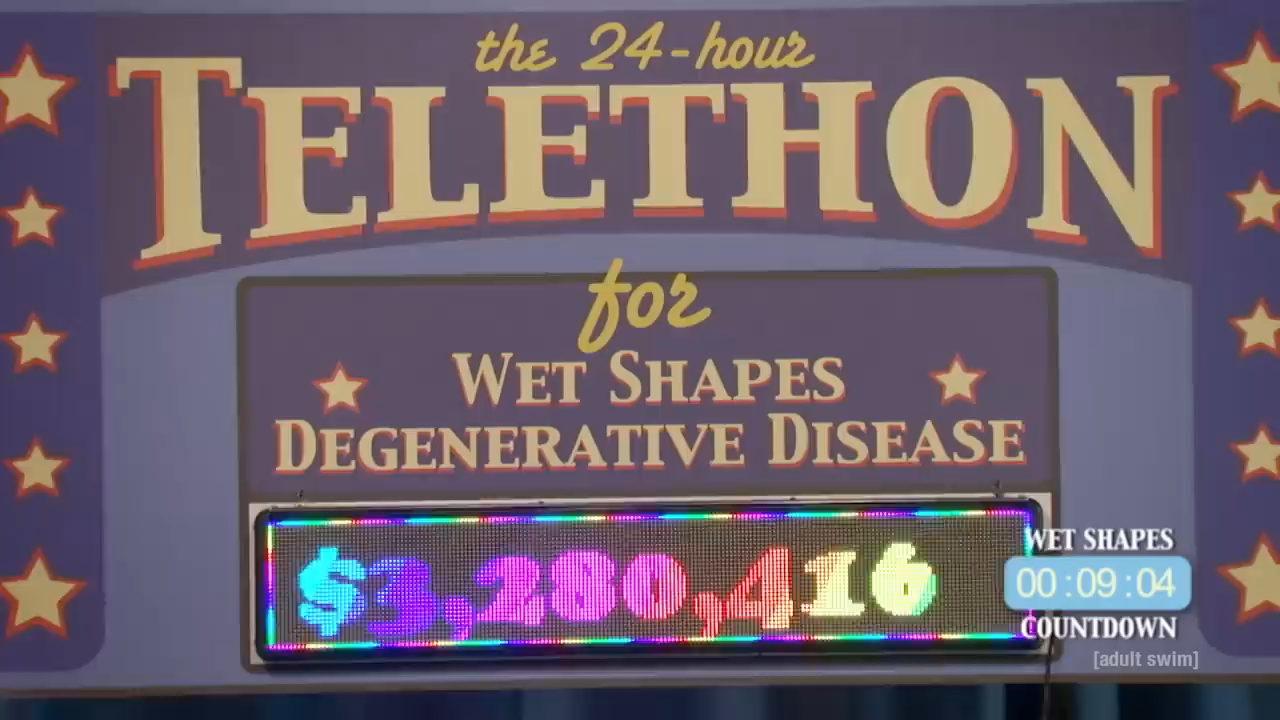 the 24-hour
TELETHON
for
WET SHAPES
DEGENERATIVE DISEASE
$3,280,416
WET SHAPES
00:09:04
COUNTDOWN
[adult swim]